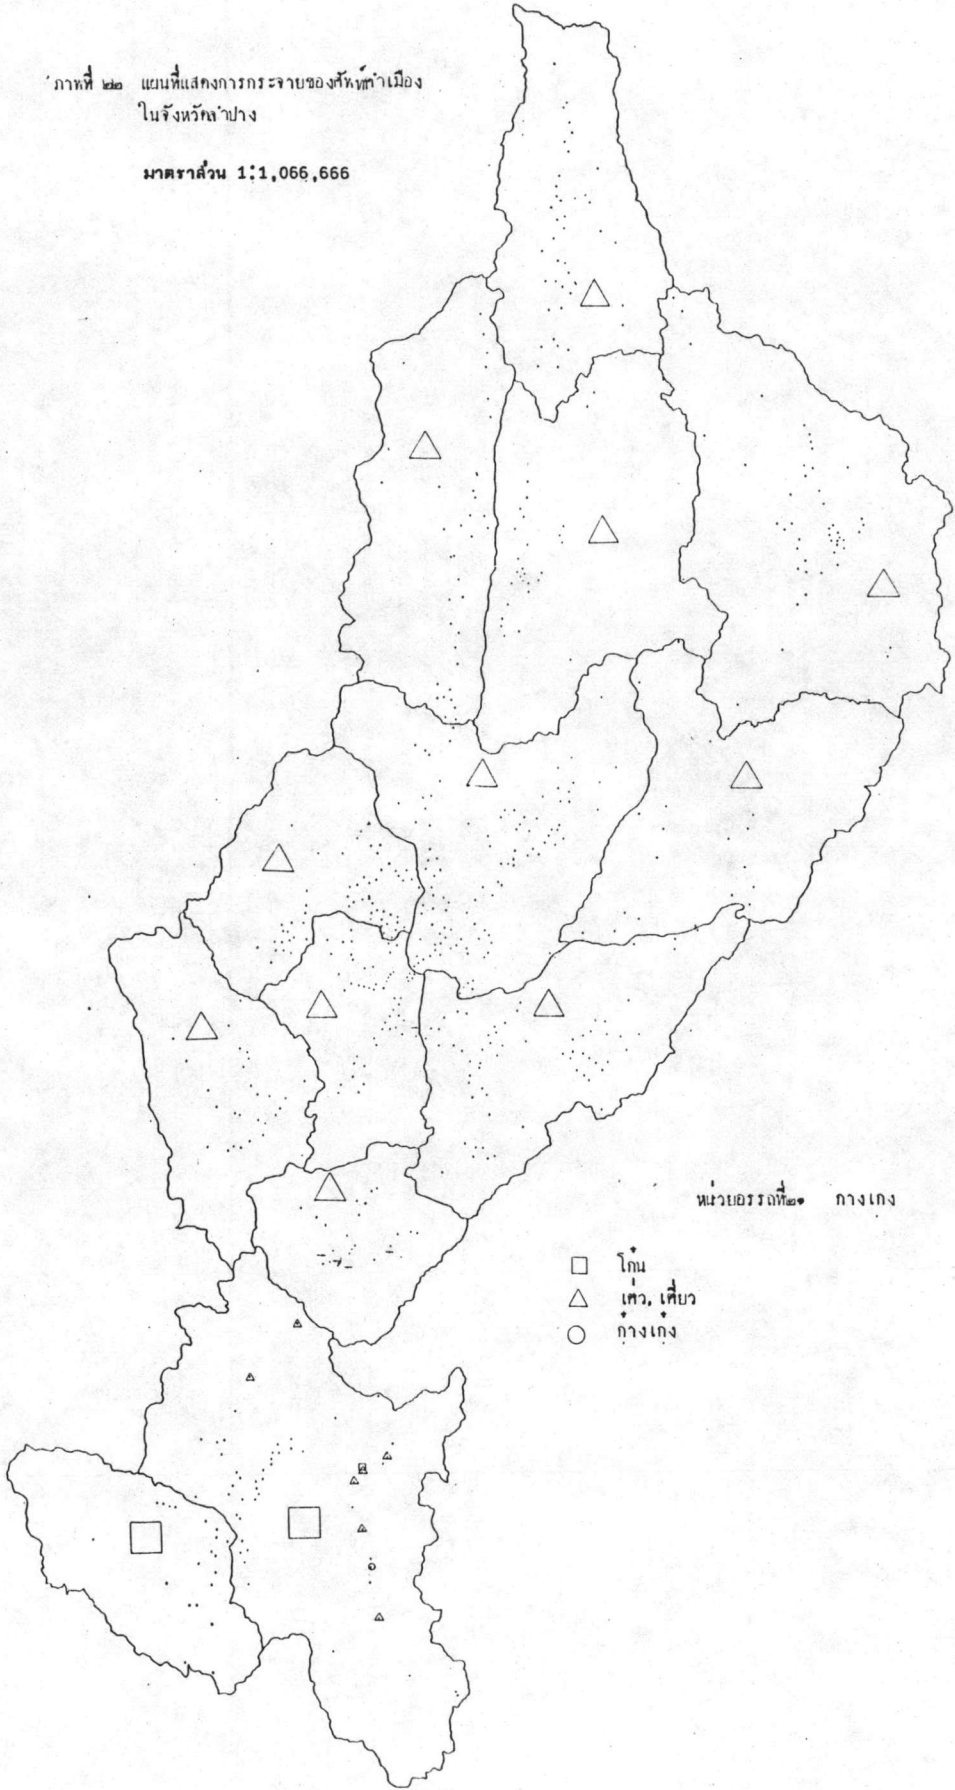 ภาพที่ ๒๒ แผนที่แสดงการกระจายของศัพท์คำเมือง
ในจังหวัดลำปาง
มาตราส่วน 1:1,066,666
หน่วยอรรถที่๒๑ กางเกง
โก๋น
เตี่ยว
ก๋างเก๋ง